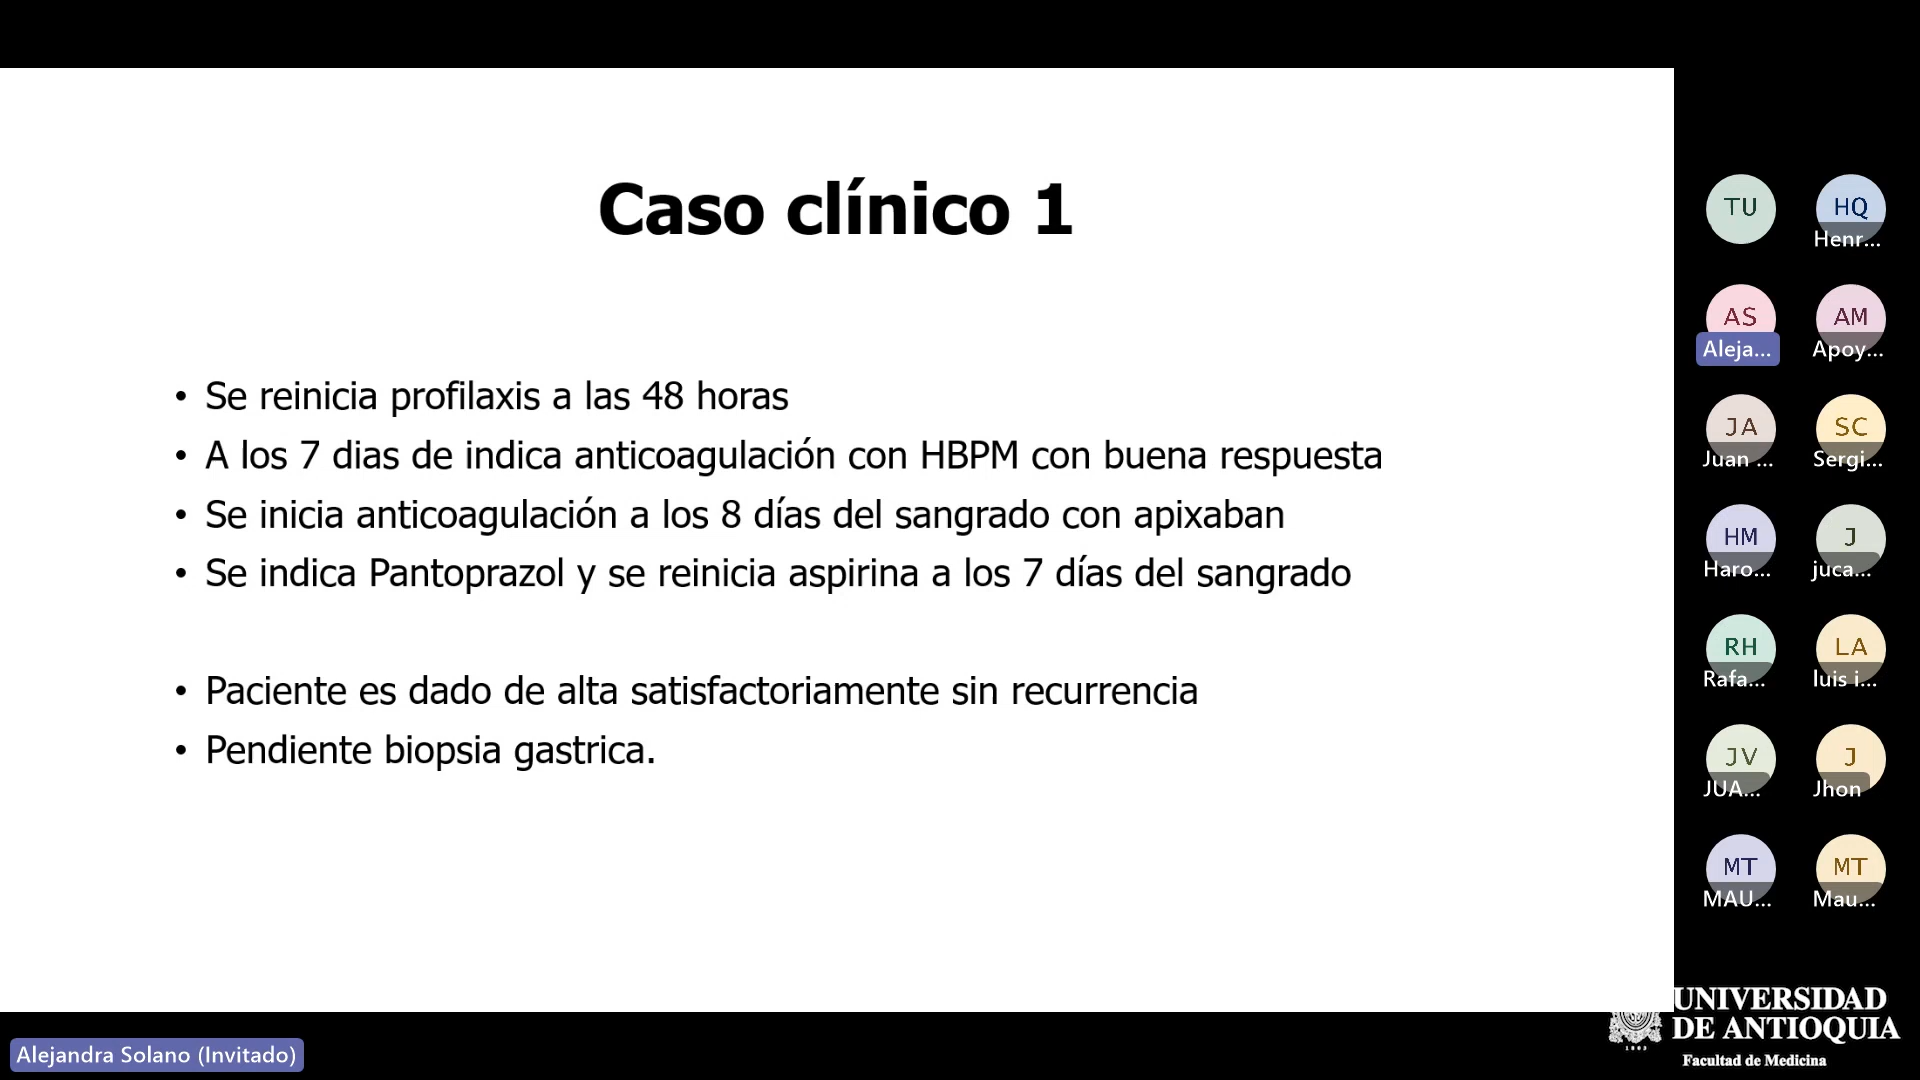 Caso clínico 1
• Se reinicia profilaxis a las 48 horas
• A los 7 dias de indica anticoagulación con HBPM con buena respuesta
• Se inicia anticoagulación a los 8 días del sangrado con apixaban
• Se indica Pantoprazol y se reinicia aspirina a los 7 días del sangrado
• Paciente es dado de alta satisfactoriamente sin recurrencia
• Pendiente biopsia gastrica.
TU
HQ
Henr...
AS
Aleja...
AM
Apoy...
JA
Juan ...
SC
Sergi...
HM
Haro...
J
juca...
RH
Rafa...
LA
luis i...
JV
JUA...
J
Jhon
MT
MAU...
MT
Mau...
UNIVERSIDAD
DE ANTIOQUIA
1803
Facultad de Medicina
Alejandra Solano (Invitado)